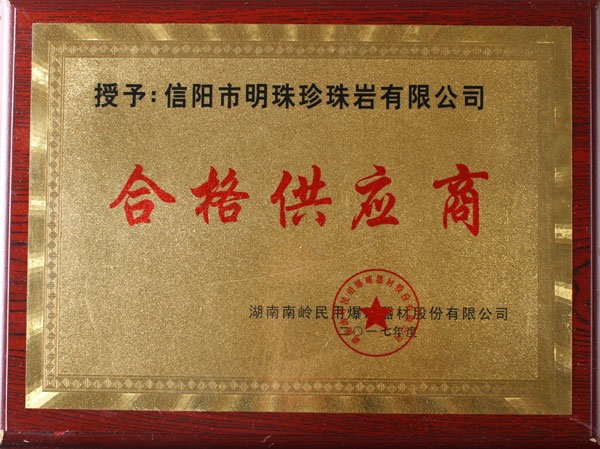 授予:信阳市明珠珍珠岩有限公司
合格供应商
湖南南岭民用爆破器材股份有限公司
二〇一七年度